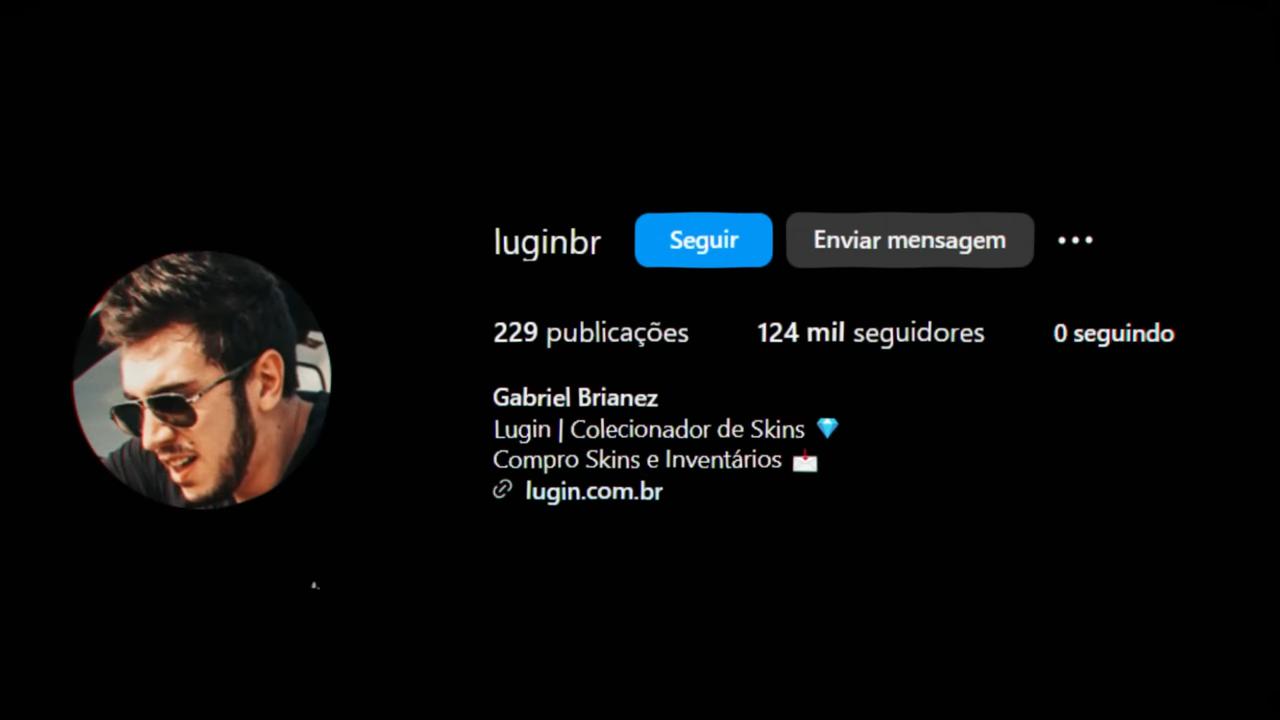 luginbr Seguir Enviar mensagem
229 publicações 124 mil seguidores 0 seguindo
Gabriel Brianez
Lugin | Colecionador de Skins 💎
Compro Skins e Inventários 📩
lugin.com.br